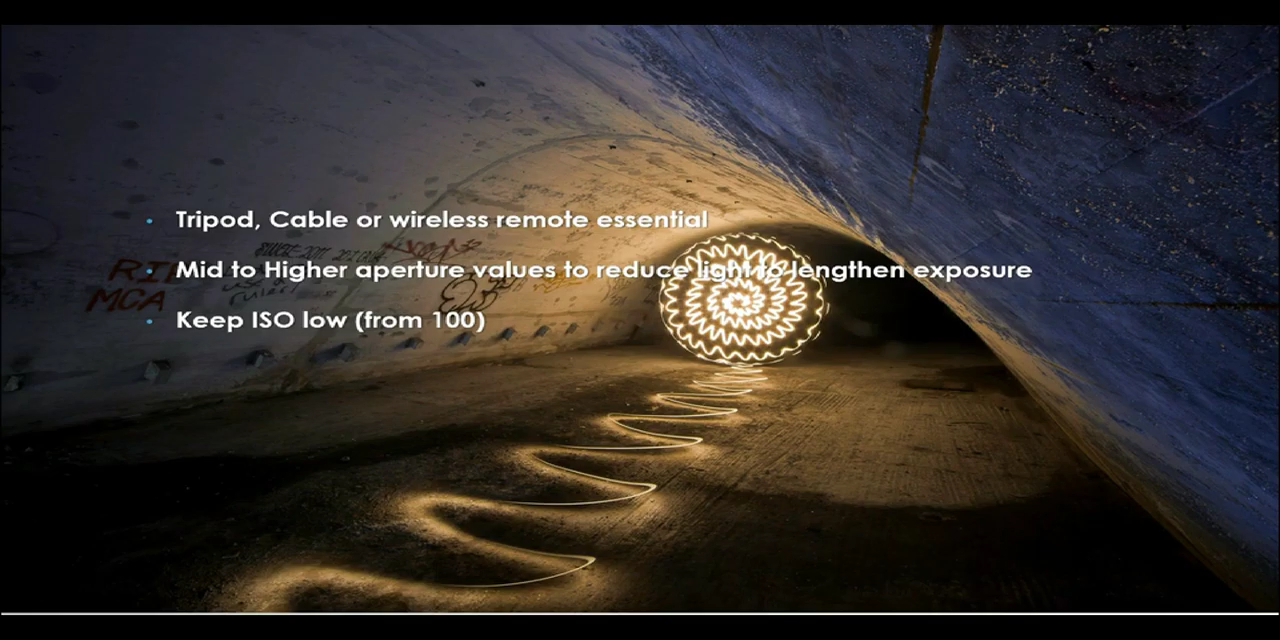 Tripod, Cable or wireless remote essential
Mid to Higher aperture values to reduce light to lengthen exposure
Keep ISO low (from 100)
MCA